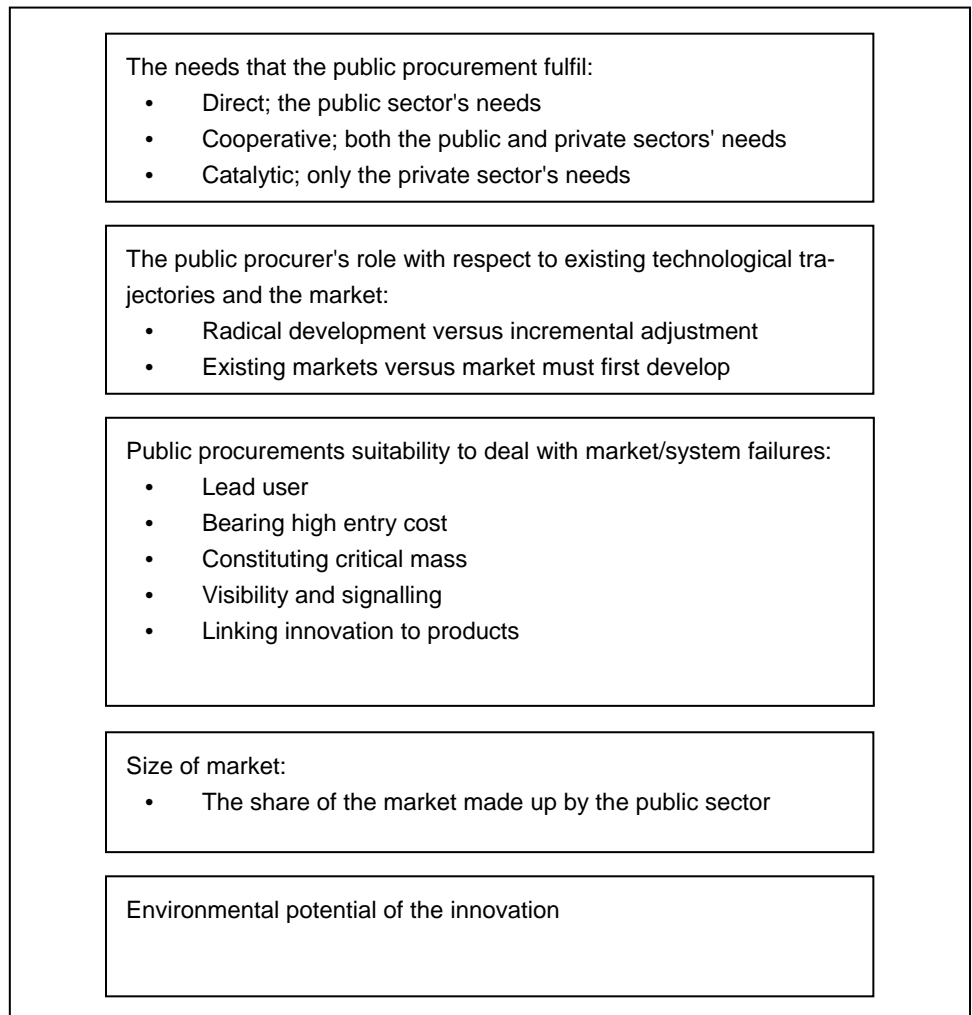 The needs that the public procurement fulfil:
• Direct; the public sector's needs
• Cooperative; both the public and private sectors' needs
• Catalytic; only the private sector's needs
The public procurer's role with respect to existing technological tra-
jectories and the market:
• Radical development versus incremental adjustment
• Existing markets versus market must first develop
Public procurements suitability to deal with market/system failures:
• Lead user
• Bearing high entry cost
• Constituting critical mass
• Visibility and signalling
• Linking innovation to products
Size of market:
• The share of the market made up by the public sector
Environmental potential of the innovation